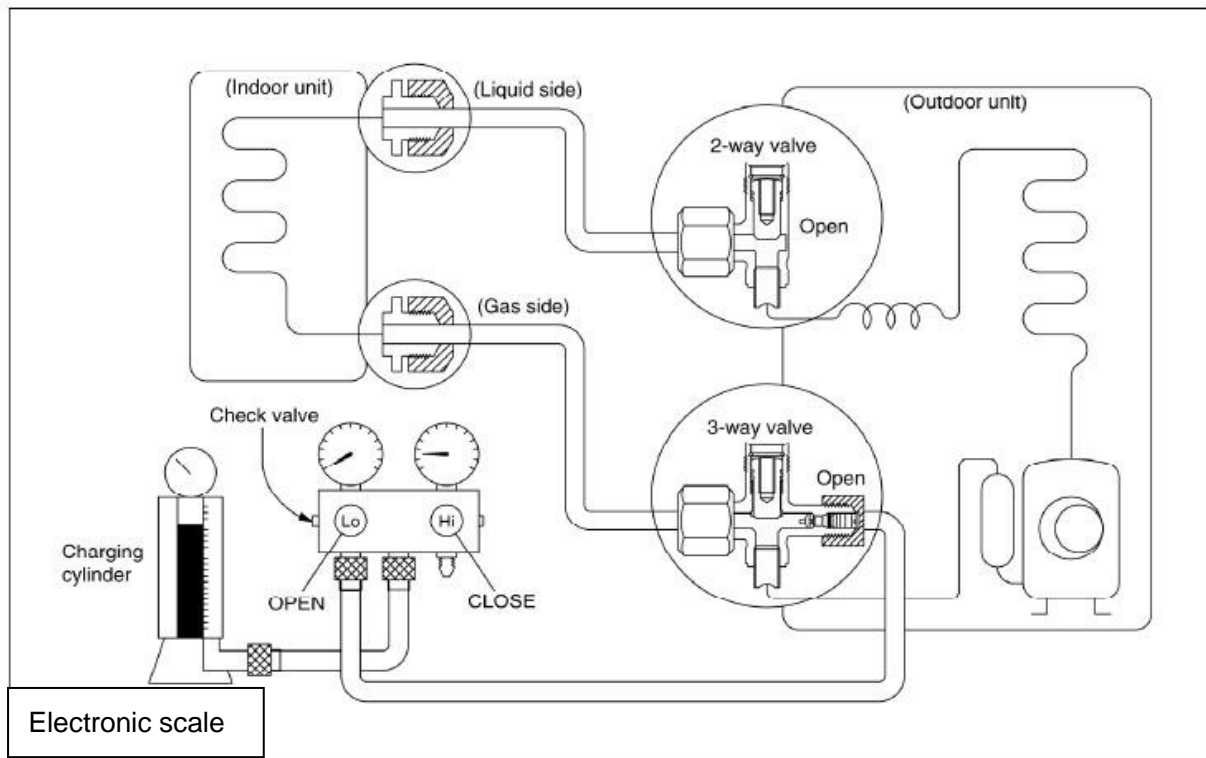 (Indoor unit)
(Liquid side)
(Outdoor unit)
2-way valve
Open
(Gas side)
Check valve
3-way valve
Open
Lo
Hi
Charging
cylinder
OPEN
CLOSE
Electronic scale